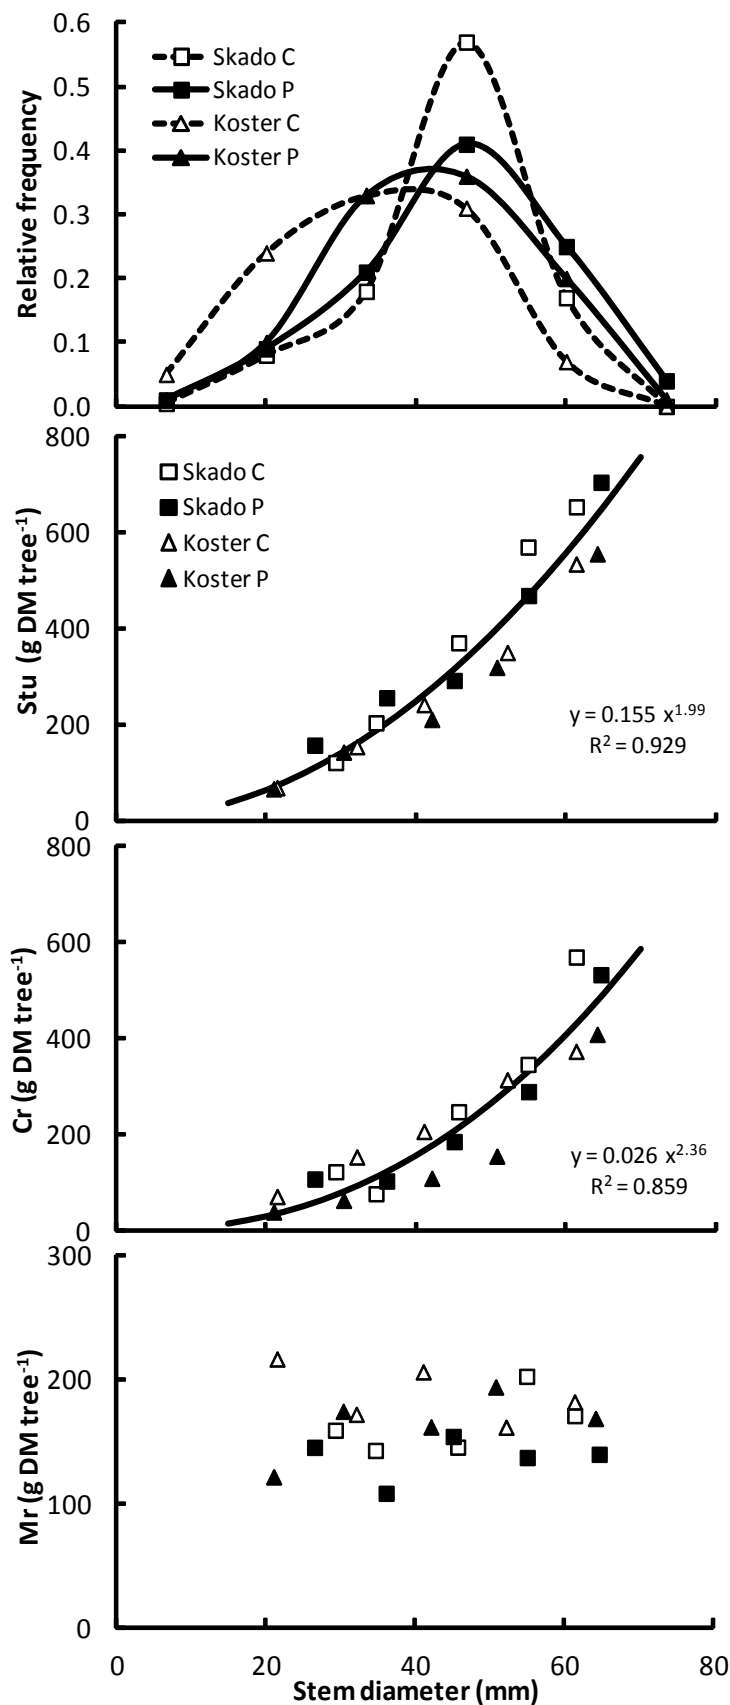 0.6
0.5
0.4
0.3
0.2
0.1
0.0
Relative frequency
Skado C
Skado P
Koster C
Koster P
800
600
400
200
0
Stu (g DM tree⁻¹)
Skado C
Skado P
Koster C
Koster P
y = 0.155 x¹·⁹⁹
R² = 0.929
800
600
400
200
0
Cr (g DM tree⁻¹)
y = 0.026 x²·³⁶
R² = 0.859
300
200
100
0
Mr (g DM tree⁻¹)
0 20 40 60 80
Stem diameter (mm)